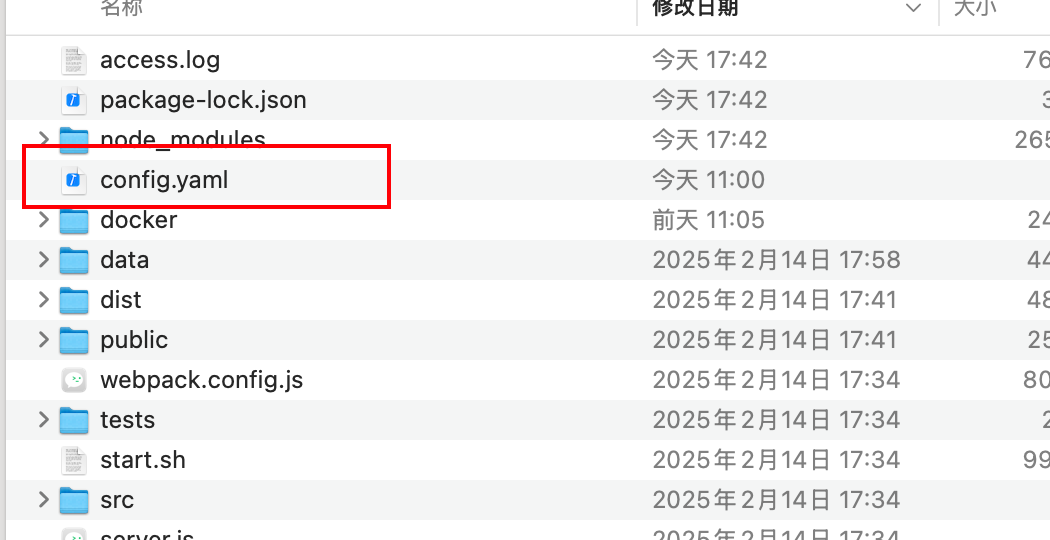 名称 修改日期 大小
access.log 今天 17:42 76
package-lock.json 今天 17:42
node_modules 今天 17:42 265
config.yaml 今天 11:00
docker 前天 11:05 24
data 2025年2月14日 17:58 44
dist 2025年2月14日 17:41 48
public 2025年2月14日 17:41 25
webpack.config.js 2025年2月14日 17:34 80
tests 2025年2月14日 17:34 2
start.sh 2025年2月14日 17:34 99
src 2025年2月14日 17:34
server.js 2025年2月14日 17:34